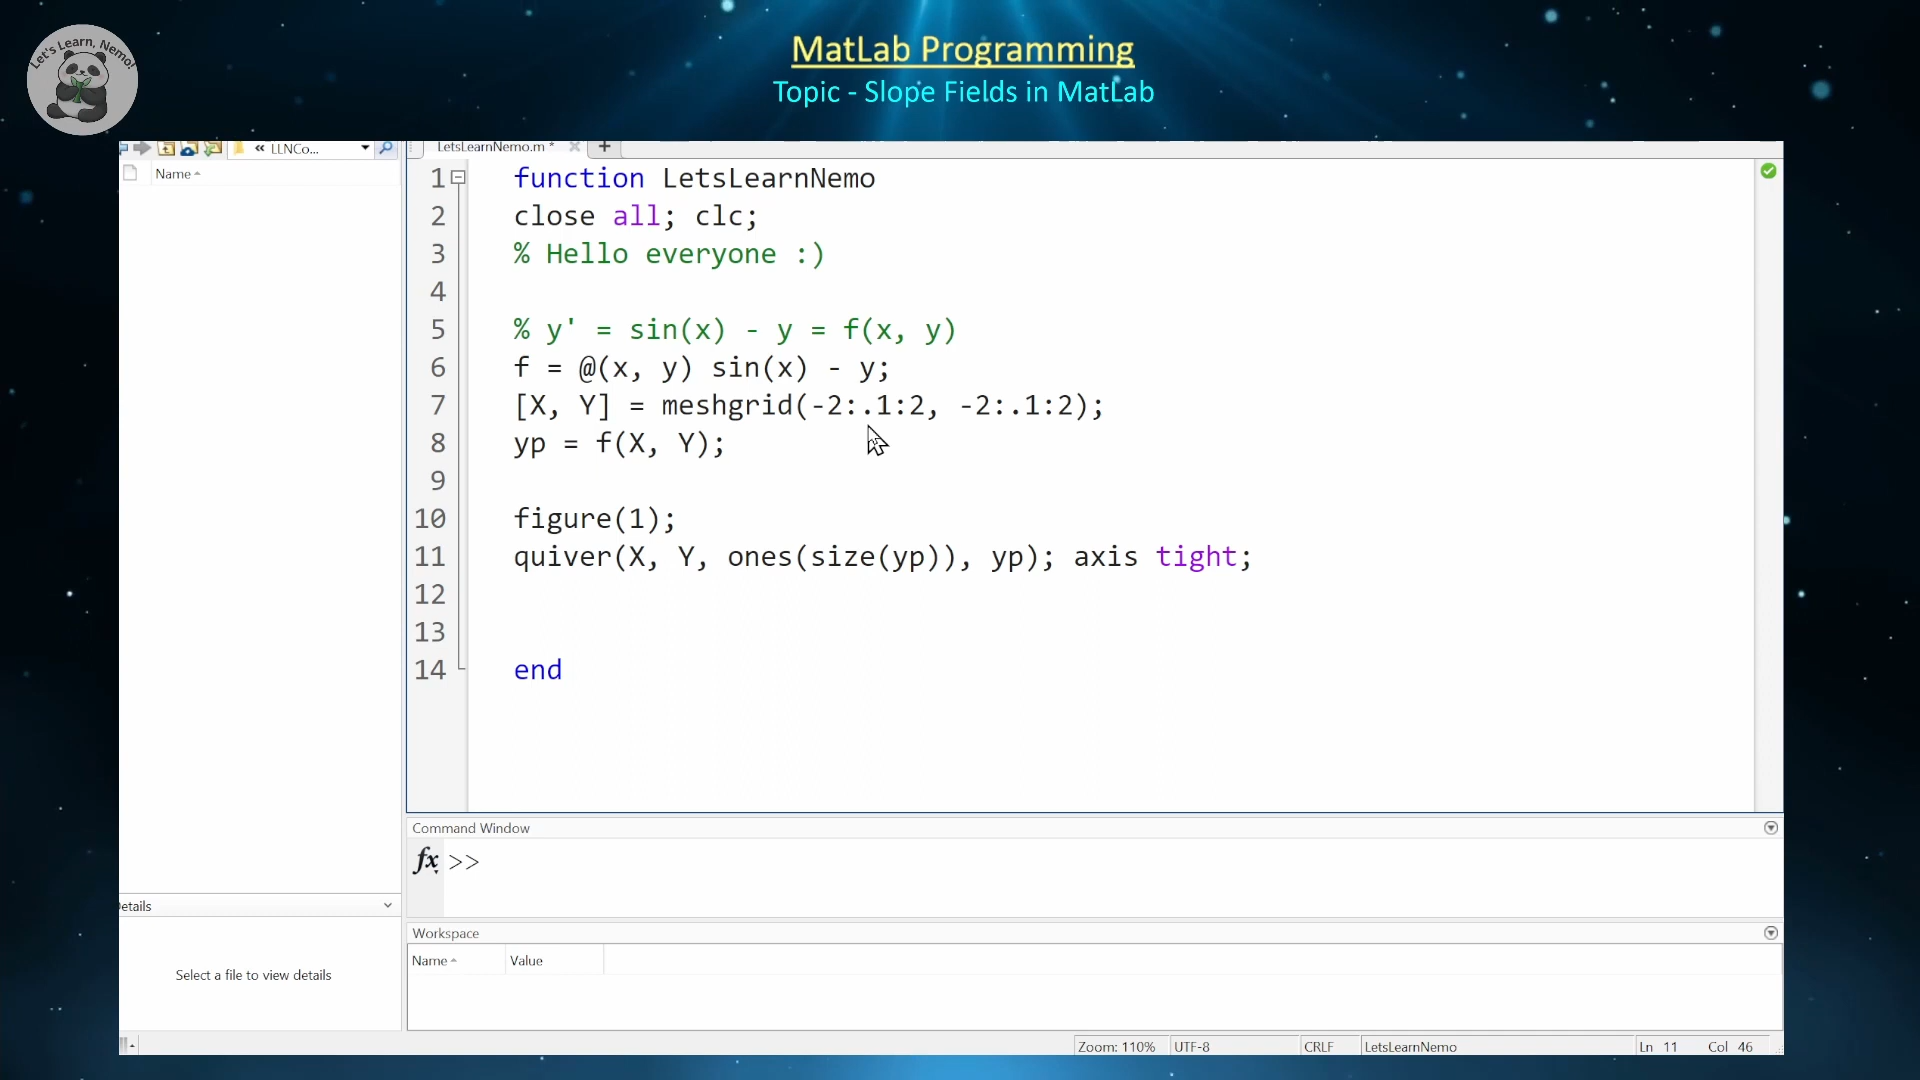 Let's Learn, Nemo!
MatLab Programming
Topic - Slope Fields in MatLab
« LLNCo...
Name
LetsLearnNemo.m *
+
1 function LetsLearnNemo
2 close all; clc;
3 % Hello everyone :)
4
5 % y' = sin(x) - y = f(x, y)
6 f = @(x, y) sin(x) - y;
7 [X, Y] = meshgrid(-2:.1:2, -2:.1:2);
8 yp = f(X, Y);
9
10 figure(1);
11 quiver(X, Y, ones(size(yp)), yp); axis tight;
12
13
14 end
Command Window
fx >>
etails
Select a file to view details
Workspace
Name Value
Zoom: 110% UTF-8 CRLF LetsLearnNemo Ln 11 Col 46